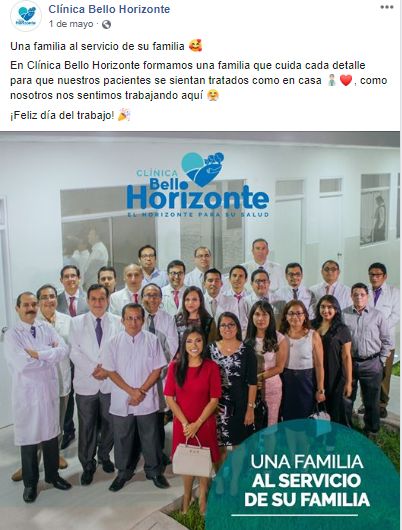 Clínica Bello Horizonte
1 de mayo ·
Una familia al servicio de su familia 🥰
En Clínica Bello Horizonte formamos una familia que cuida cada detalle
para que nuestros pacientes se sientan tratados como en casa 👨‍⚕️❤️, como
nosotros nos sentimos trabajando aquí 😊
¡Feliz día del trabajo! 🎉
CLÍNICA
Bello
Horizonte
EL HORIZONTE PARA SU SALUD
UNA FAMILIA
AL SERVICIO
DE SU FAMILIA